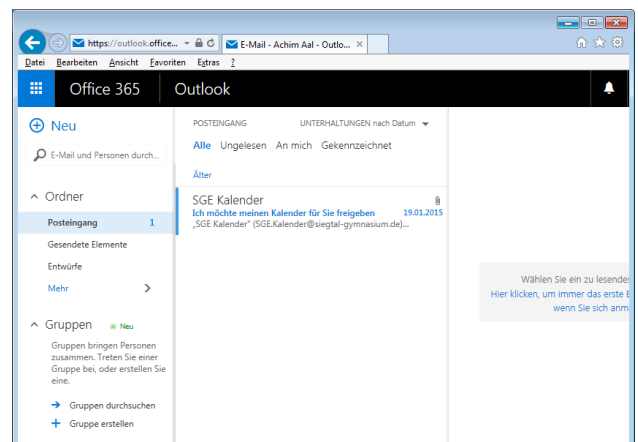 https://outlook.office...
E-Mail - Achim Aal - Outlo...
Datei Bearbeiten Ansicht Favoriten Extras ?
Office 365 Outlook
Neu
E-Mail und Personen durch...
Ordner
Posteingang 1
Gesendete Elemente
Entwürfe
Mehr
Gruppen Neu
Gruppen bringen Personen
zusammen. Treten Sie einer
Gruppe bei, oder erstellen Sie
eine.
Gruppen durchsuchen
Gruppe erstellen
POSTEINGANG UNTERHALTUNGEN nach Datum
Alle Ungelesen An mich Gekennzeichnet
Älter
SGE Kalender
Ich möchte meinen Kalender für Sie freigeben 19.01.2015
„SGE Kalender" (SGE.Kalender@siegtal-gymnasium.de)...
Wählen Sie ein zu lesende
Hier klicken, um immer das erste E
wenn Sie sich anm